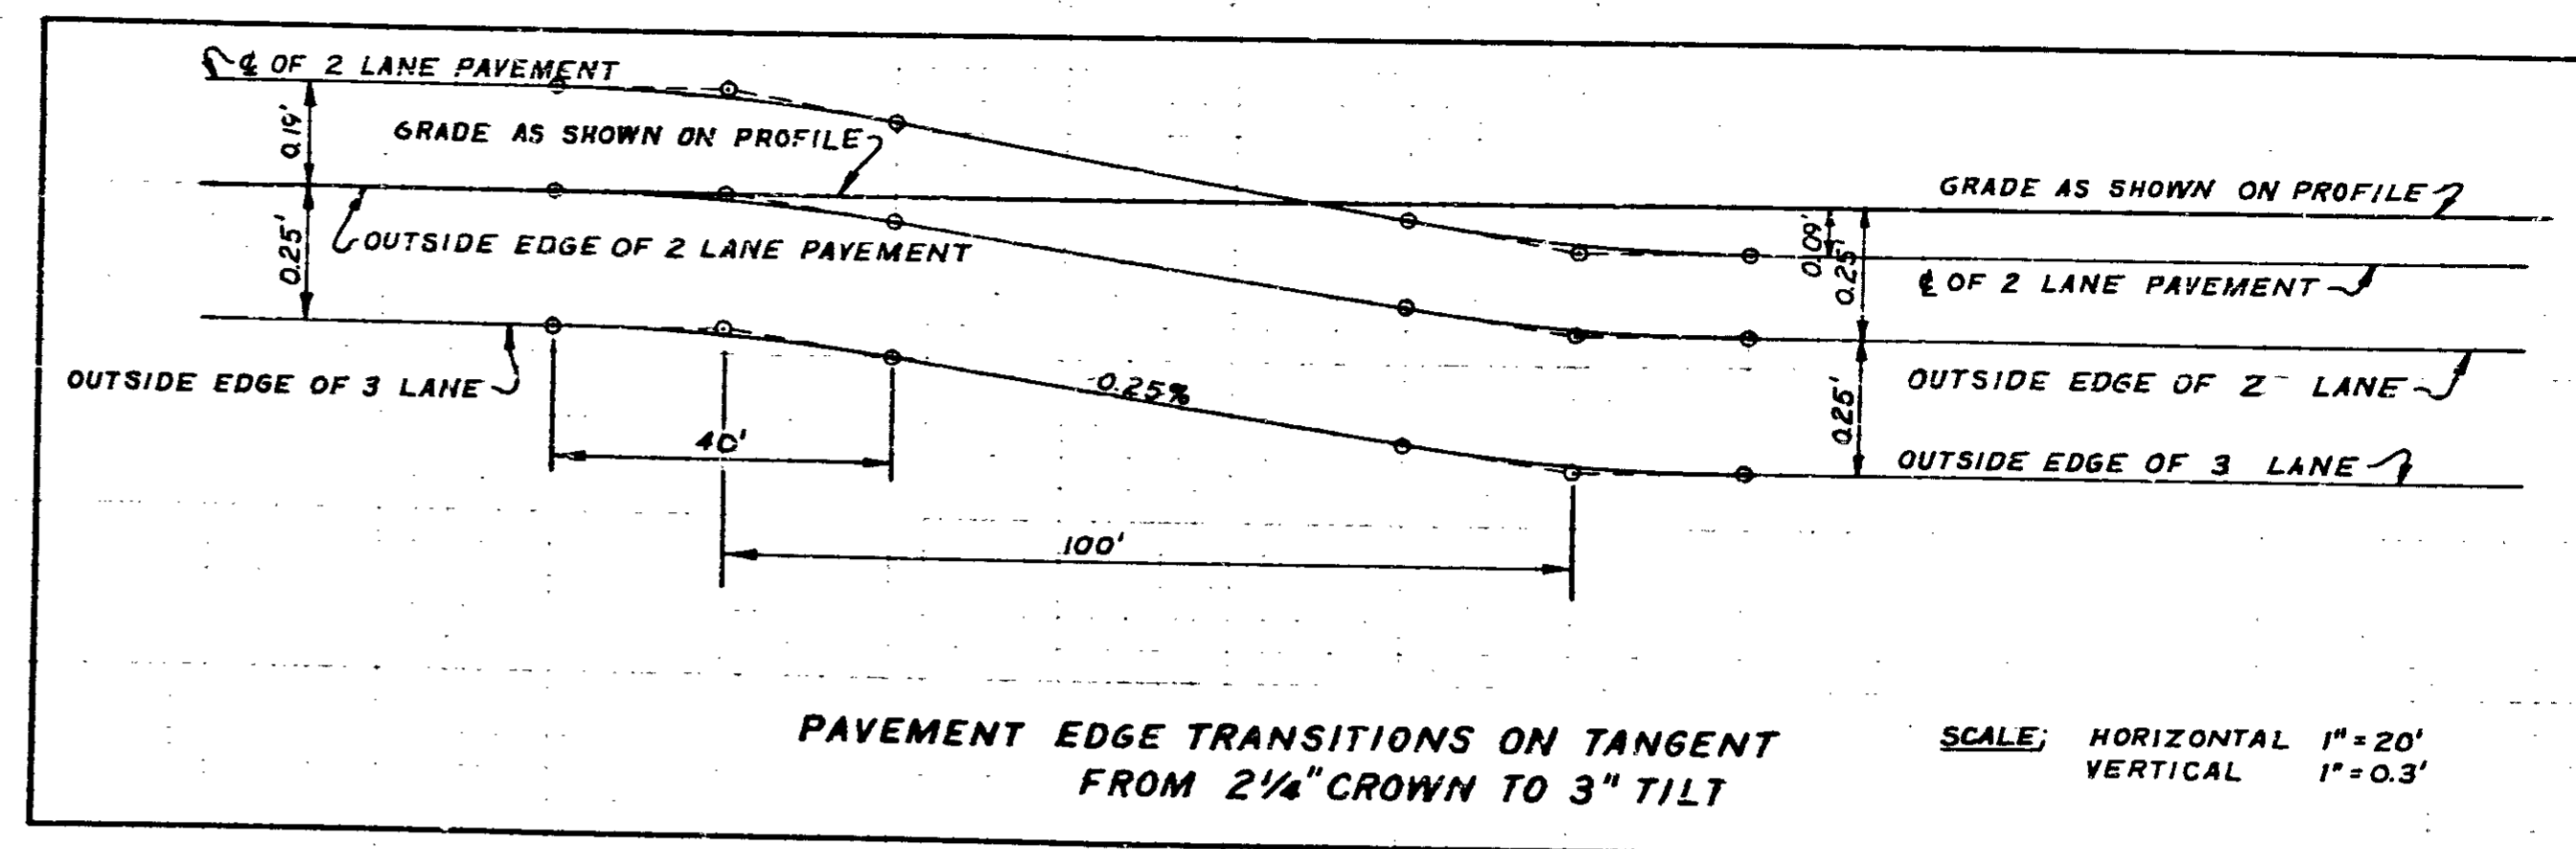 ℄ OF 2 LANE PAVEMENT
0.19'
GRADE AS SHOWN ON PROFILE
GRADE AS SHOWN ON PROFILE
0.25'
OUTSIDE EDGE OF 2 LANE PAVEMENT
0.09'
0.25'
℄ OF 2 LANE PAVEMENT
OUTSIDE EDGE OF 3 LANE
-0.25%
OUTSIDE EDGE OF 2 LANE
40'
0.25'
OUTSIDE EDGE OF 3 LANE
100'
PAVEMENT EDGE TRANSITIONS ON TANGENT
FROM 2¼" CROWN TO 3" TILT
SCALE; HORIZONTAL 1" = 20'
VERTICAL 1" = 0.3'